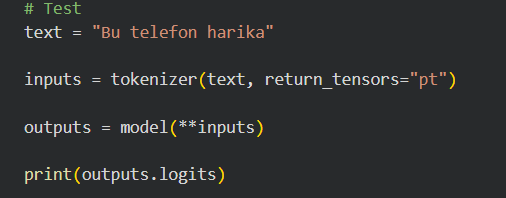 # Test
text = "Bu telefon harika"
inputs = tokenizer(text, return_tensors="pt")
outputs = model(**inputs)
print(outputs.logits)